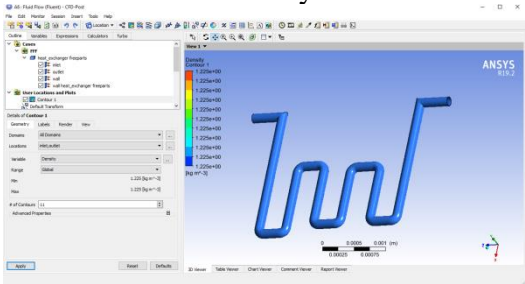 A6: Fluid Flow (Fluent) - CFD-Post
File Edit Monitor Session Insert Tools Help
Location
Outline Variables Expressions Calculators Turbo
View 1
Cases
FFF
heat_exchanger freeparts
inlet
outlet
wall
wall heat_exchanger freeparts
User Locations and Plots
Contour 1
Default Transform
Details of Contour 1
Geometry Labels Render View
Domains All Domains
Locations inlet,outlet
Variable Density
Range Global
Min 1.225 [kg m^-3]
Max 1.225 [kg m^-3]
# of Contours 11
Advanced Properties
Apply Reset Defaults
Density
Contour 1
1.225e+00
1.225e+00
1.225e+00
1.225e+00
1.225e+00
1.225e+00
1.225e+00
1.225e+00
1.225e+00
1.225e+00
1.225e+00
[kg m^-3]
ANSYS
R19.2
0 0.0005 0.001 (m)
0.00025 0.00075
3D Viewer Table Viewer Chart Viewer Comment Viewer Report Viewer